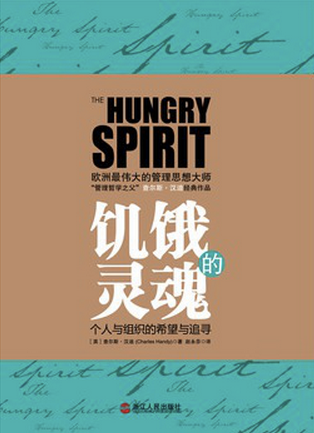 THE
HUNGRY
SPIRIT
欧洲最伟大的管理思想大师
“管理哲学之父”查尔斯·汉迪经典作品
饥饿的
灵魂
个人与组织的希望与追寻
[英] 查尔斯·汉迪 (Charles Handy) 著 赵永芬 译
浙江人民出版社